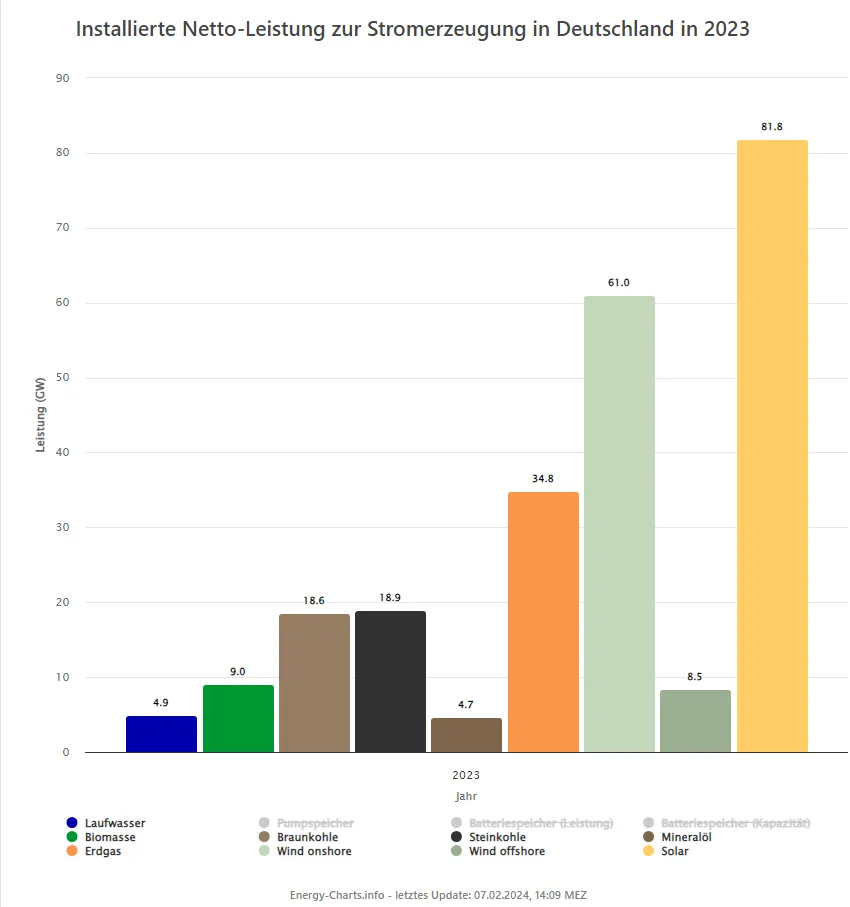 Installierte Netto-Leistung zur Stromerzeugung in Deutschland in 2023
90
81.8
80
70
61.0
60
50
Leistung (GW)
40
34.8
30
18.6
18.9
20
9.0
8.5
10
4.9
4.7
0
2023
Jahr
Laufwasser Pumpspeicher Batteriespeicher (Leistung) Batteriespeicher (Kapazität)
Biomasse Braunkohle Steinkohle Mineralöl
Erdgas Wind onshore Wind offshore Solar
Energy-Charts.info - letztes Update: 07.02.2024, 14:09 MEZ